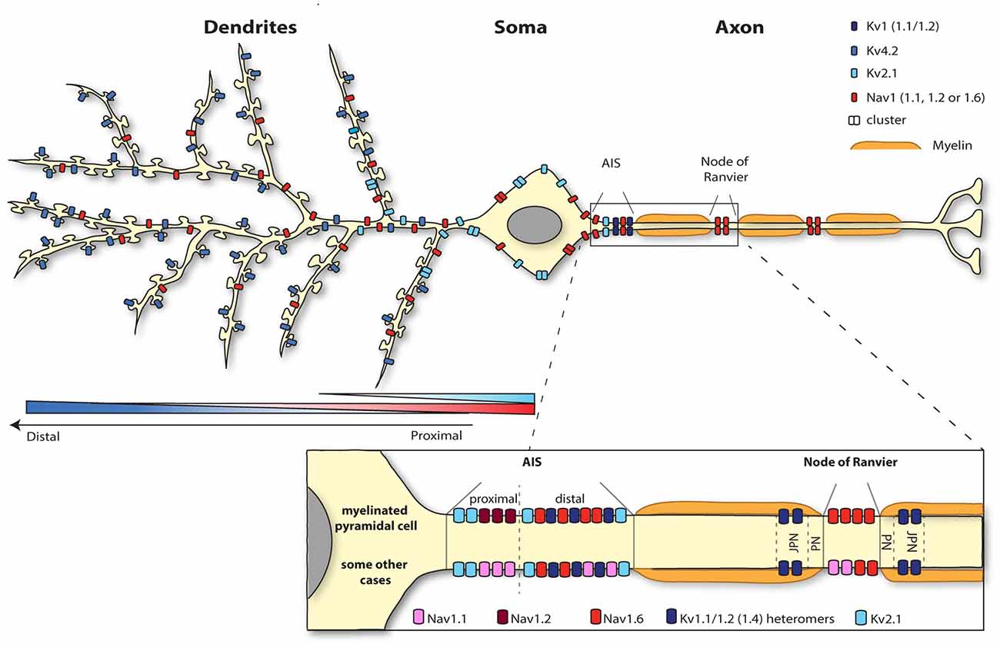 Dendrites
Soma
Axon
Kv1 (1.1/1.2)
Kv4.2
Kv2.1
Nav1 (1.1, 1.2 or 1.6)
cluster
Myelin
AIS
Node of
Ranvier
Distal
Proximal
AIS
Node of Ranvier
proximal
distal
myelinated
pyramidal cell
some other
cases
JPN
PN
PN
JPN
Nav1.1
Nav1.2
Nav1.6
Kv1.1/1.2 (1.4) heteromers
Kv2.1